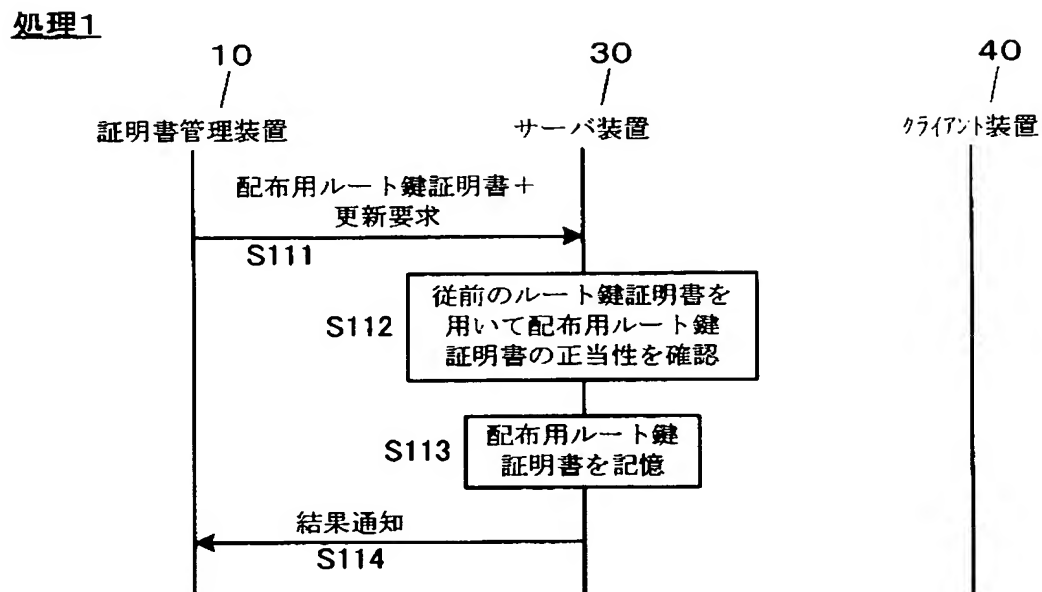 処理1
10
30
40
証明書管理装置
サーバ装置
クライアント装置
配布用ルート鍵証明書+
更新要求
S111
従前のルート鍵証明書を
用いて配布用ルート鍵
証明書の正当性を確認
S112
配布用ルート鍵
証明書を記憶
S113
結果通知
S114